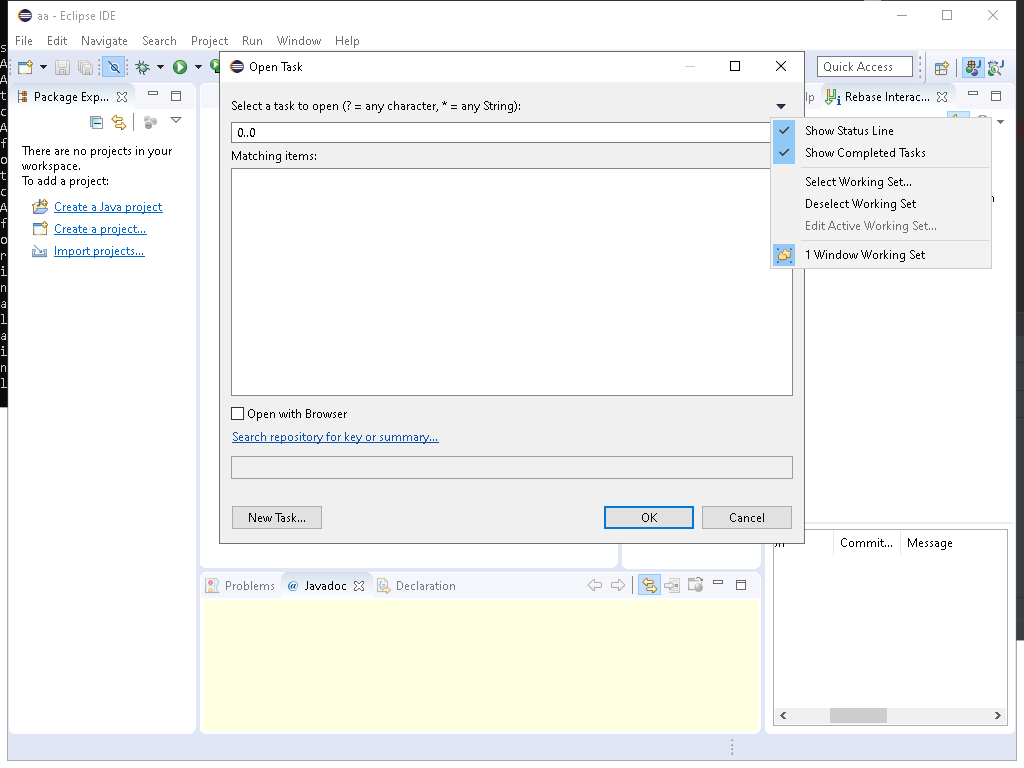 aa - Eclipse IDE
File Edit Navigate Search Project Run Window Help
Open Task
Quick Access
Package Exp...
Select a task to open (? = any character, * = any String):
Rebase Interac...
0..0
Matching items:
There are no projects in your
workspace.
To add a project:
Create a Java project
Create a project...
Import projects...
Show Status Line
Show Completed Tasks
Select Working Set...
Deselect Working Set
Edit Active Working Set...
1 Window Working Set
Open with Browser
Search repository for key or summary...
New Task...
OK
Cancel
Commit...
Message
Problems
@ Javadoc
Declaration